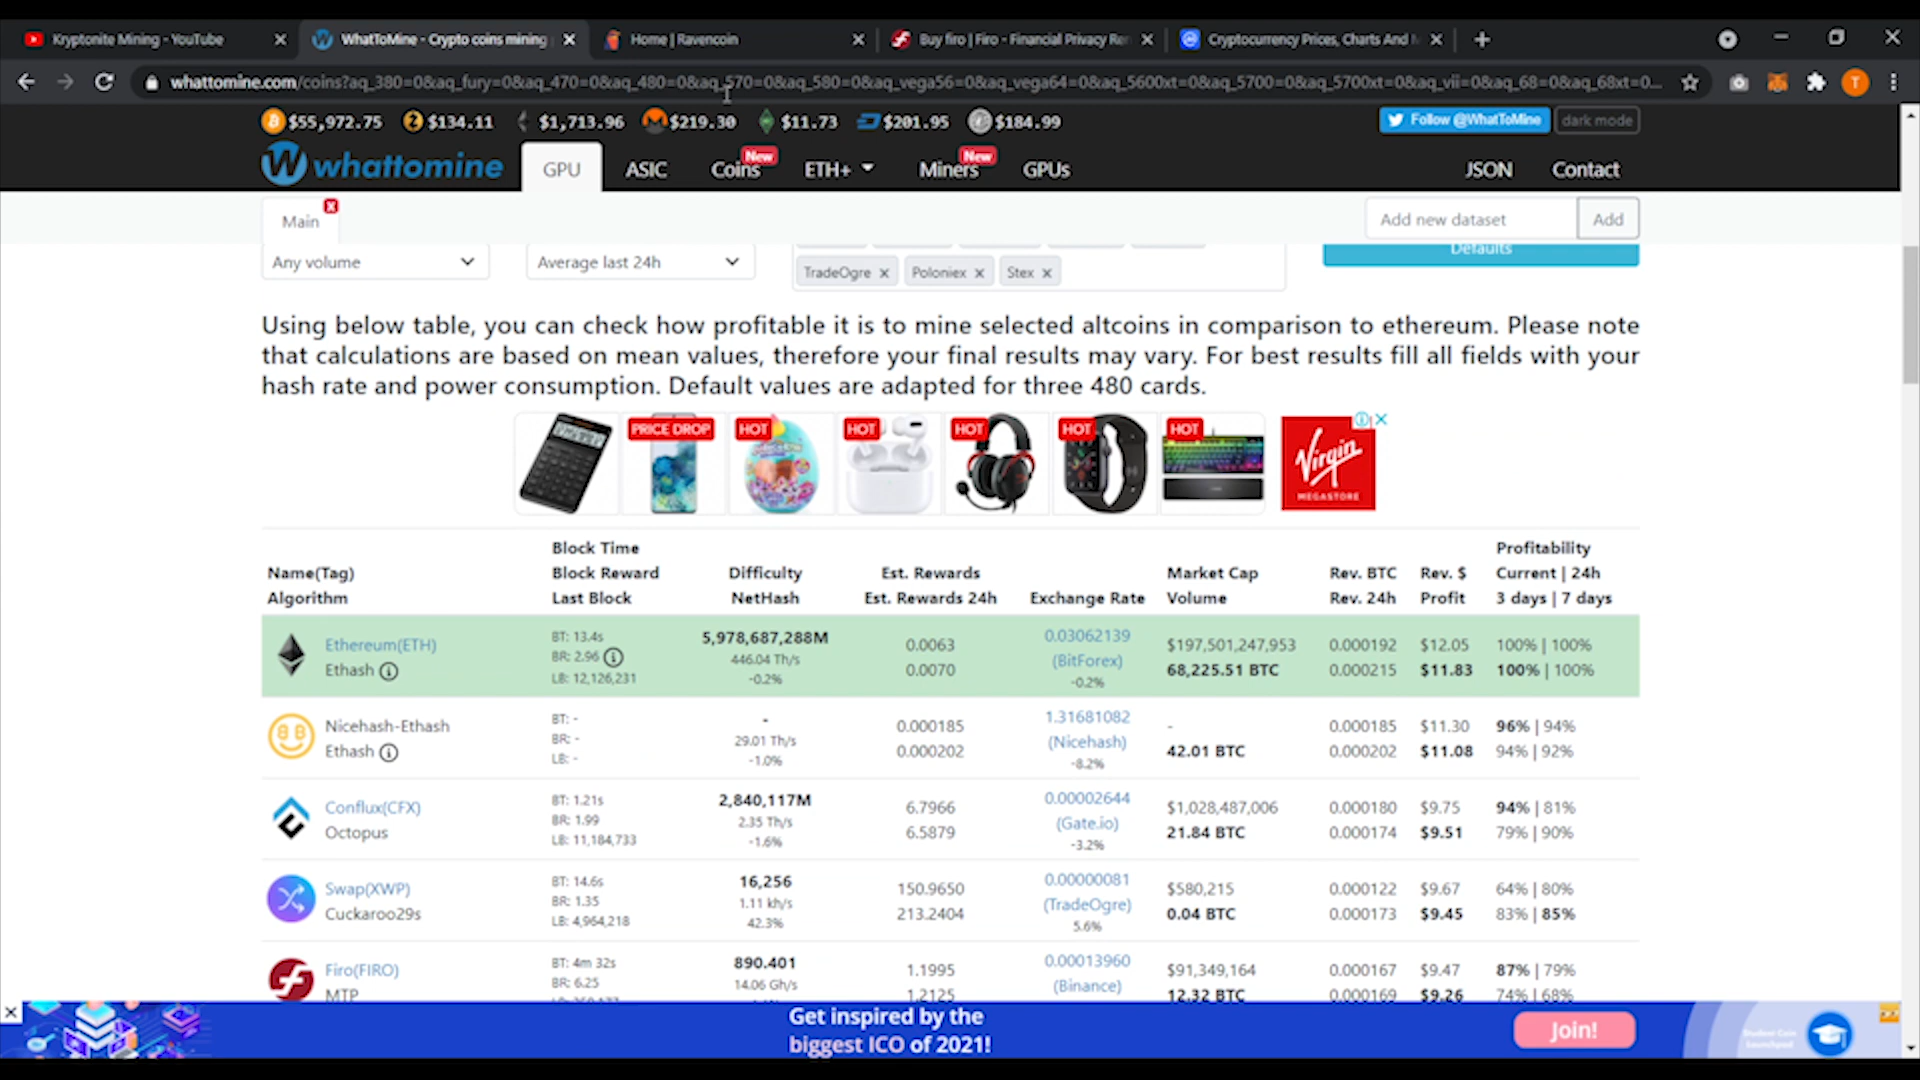 Kryptonite Mining - YouTube
WhatToMine - Crypto coins mining
Home | Ravencoin
Buy firo | Firo - Financial Privacy Re
Cryptocurrency Prices, Charts And
whattomine.com/coins?aq_380=0&aq_fury=0&aq_470=0&aq_480=0&aq_570=0&aq_580=0&aq_vega56=0&aq_vega64=0&aq_5600xt=0&aq_5700=0&aq_5700xt=0&aq_vii=0&aq_68=0&aq_68xt=0...
T
$55,972.75 $134.11 $1,713.96 $219.30 $11.73 $201.95 $184.99
Follow @WhatToMine
dark mode
whattomine
GPU ASIC Coins New ETH+ Miners New GPUs
JSON Contact
Main x
Add new dataset Add
Any volume
Average last 24h
TradeOgre × Poloniex × Stex ×
Defaults
Using below table, you can check how profitable it is to mine selected altcoins in comparison to ethereum. Please note
that calculations are based on mean values, therefore your final results may vary. For best results fill all fields with your
hash rate and power consumption. Default values are adapted for three 480 cards.
PRICE DROP HOT HOT HOT HOT HOT
Virgin
MEGASTORE
Block Time Profitability
Name(Tag) Block Reward Difficulty Est. Rewards Market Cap Rev. BTC Rev. $ Current | 24h
Algorithm Last Block NetHash Est. Rewards 24h Exchange Rate Volume Rev. 24h Profit 3 days | 7 days
Ethereum(ETH) BT: 13.4s 5,978,687,288M 0.0063 0.03062139 $197,501,247,953 0.000192 $12.05 100% | 100%
BR: 2.96 446.04 Th/s (BitForex)
Ethash LB: 12,126,231 -0.2% 0.0070 -0.2% 68,225.51 BTC 0.000215 $11.83 100% | 100%
Nicehash-Ethash BT: - - 0.000185 1.31681082 - 0.000185 $11.30 96% | 94%
BR: - 29.01 Th/s (Nicehash)
Ethash LB: - -1.0% 0.000202 -8.2% 42.01 BTC 0.000202 $11.08 94% | 92%
Conflux(CFX) BT: 1.21s 2,840,117M 6.7966 0.00002644 $1,028,487,006 0.000180 $9.75 94% | 81%
BR: 1.99 2.35 Th/s (Gate.io)
Octopus LB: 11,184,733 -1.6% 6.5879 -3.2% 21.84 BTC 0.000174 $9.51 79% | 90%
Swap(XWP) BT: 14.6s 16,256 150.9650 0.00000081 $580,215 0.000122 $9.67 64% | 80%
BR: 1.35 1.11 kh/s (TradeOgre)
Cuckaroo29s LB: 4,964,218 42.3% 213.2404 5.6% 0.04 BTC 0.000173 $9.45 83% | 85%
Firo(FIRO) BT: 4m 32s 890.401 1.1995 0.00013960 $91,349,164 0.000167 $9.47 87% | 79%
BR: 6.25 14.06 Gh/s (Binance)
MTP 1.2125 12.32 BTC 0.000169 $9.26 74% | 68%
Get inspired by the
biggest ICO of 2021!
Join!